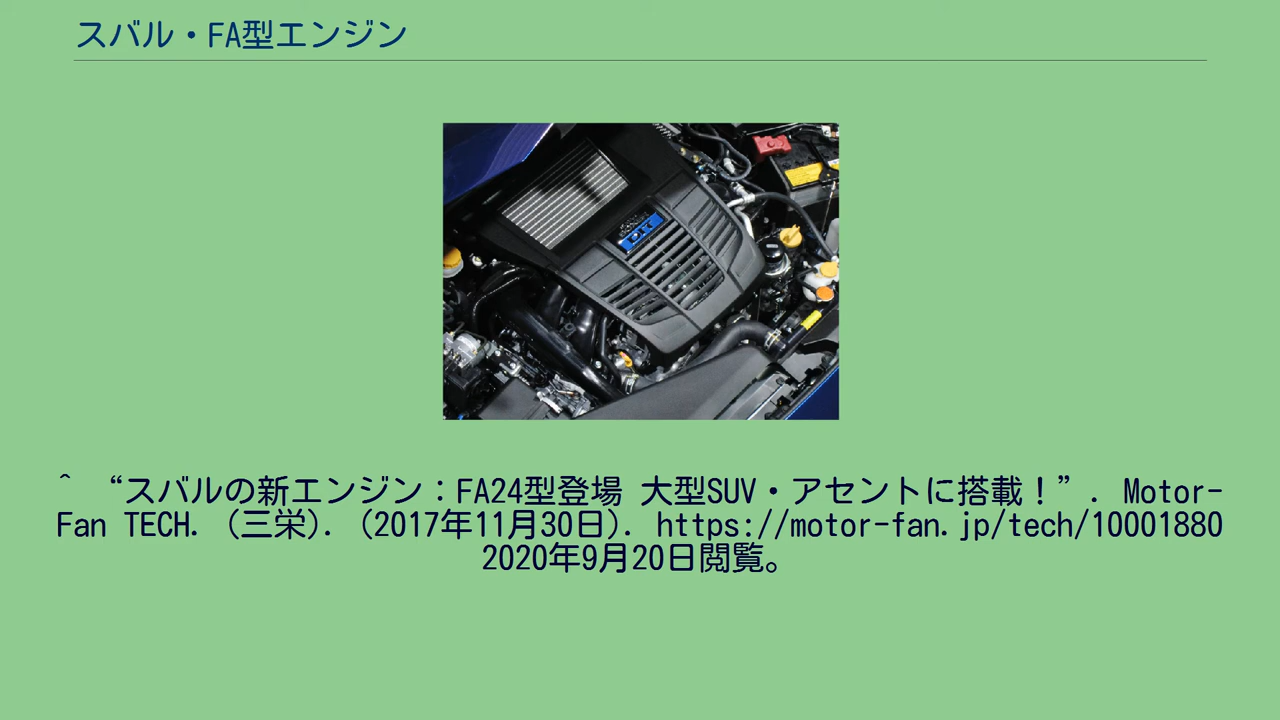 スバル・FA型エンジン
DIT
^ “スバルの新エンジン：FA24型登場 大型SUV・アセントに搭載！”. Motor-
Fan TECH. (三栄). (2017年11月30日). https://motor-fan.jp/tech/10001880
2020年9月20日閲覧。